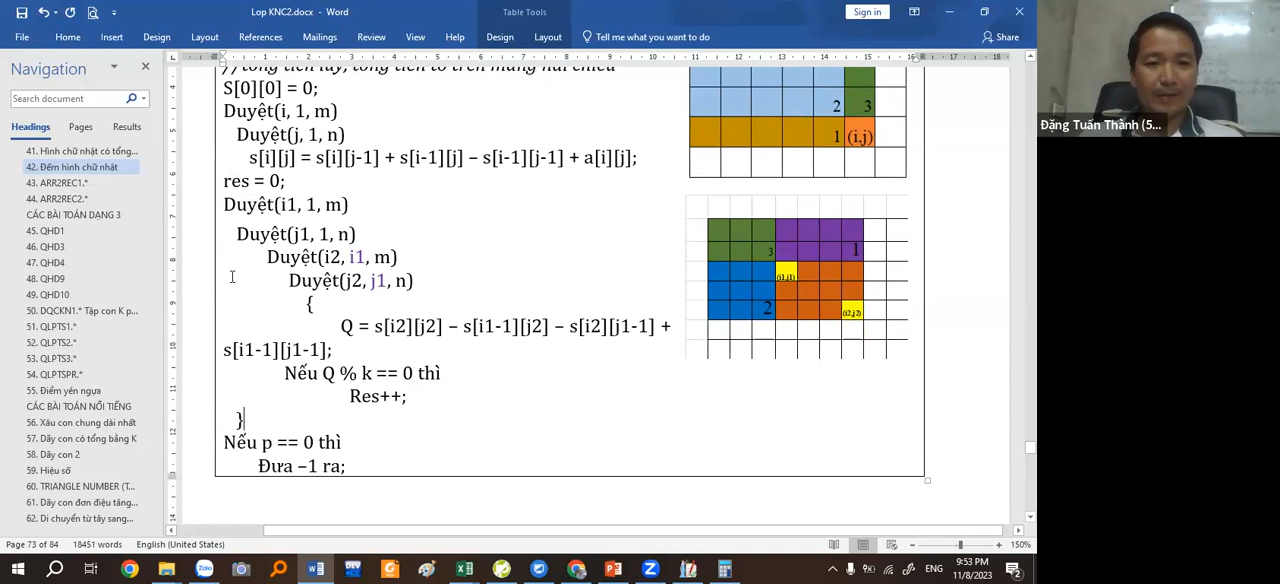 Lop KNC2.docx - Word
Table Tools
Sign in
File Home Insert Design Layout References Mailings Review View Help Design Layout Tell me what you want to do Share
Navigation
Search document
Headings Pages Results
41. Hình chữ nhật có tổng...
42. Đếm hình chữ nhật
43. ARR2REC1.*
44. ARR2REC2.*
CÁC BÀI TOÁN DẠNG 3
45. QHD1
46. QHD3
47. QHD4
48. QHD9
49. QHD10
50. DQCKN1.* Tập con K p...
51. QLPTS1.*
52. QLPTS2.*
53. QLPTS3.*
54. QLPTSPR.*
55. Điểm yên ngựa
CÁC BÀI TOÁN NỔI TIẾNG
56. Xâu con chung dài nhất
57. Dãy con có tổng bằng K
58. Dãy con 2
59. Hiệu số
60. TRIANGLE NUMBER (T...
61. Dãy con đơn điệu tăng...
62. Di chuyển từ tây sang...
S[0][0] = 0;
Duyệt(i, 1, m)
Duyệt(j, 1, n)
s[i][j] = s[i][j-1] + s[i-1][j] – s[i-1][j-1] + a[i][j];
res = 0;
Duyệt(i1, 1, m)
Duyệt(j1, 1, n)
Duyệt(i2, i1, m)
Duyệt(j2, j1, n)
{
Q = s[i2][j2] – s[i1-1][j2] – s[i2][j1-1] +
s[i1-1][j1-1];
Nếu Q % k == 0 thì
Res++;
}
Nếu p == 0 thì
Đưa –1 ra;
2 3
1 (i,j)
3 1
(i1,j1)
2 (i2,j2)
Đặng Tuấn Thành (5...
Page 73 of 84 18451 words English (United States) 150%
ENG
9:53 PM
11/8/2023